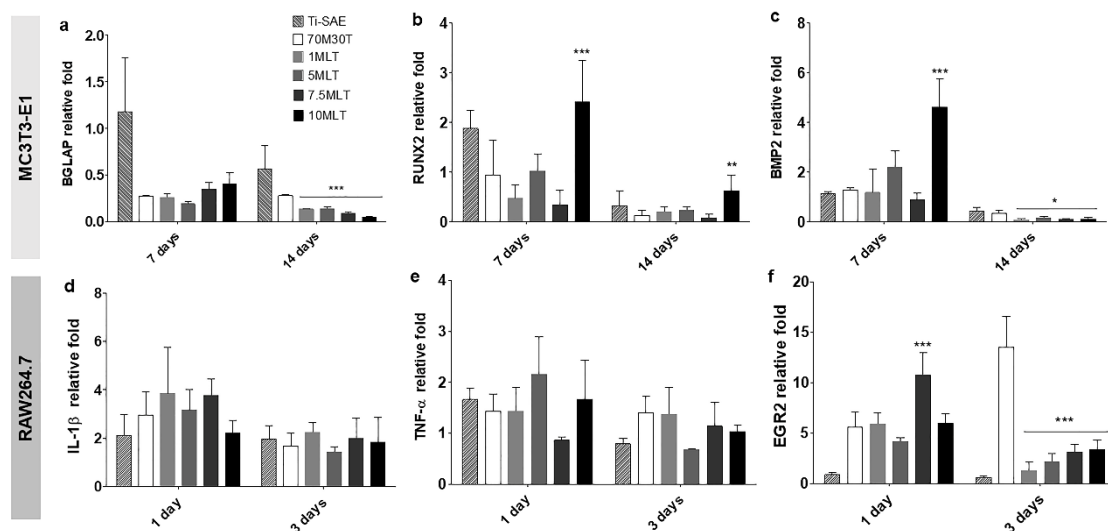 MC3T3-E1
a
BGLAP relative fold
2.0
1.5
1.0
0.5
0.0
***
7 days
14 days
Ti-SAE
70M30T
1MLT
5MLT
7.5MLT
10MLT
b
RUNX2 relative fold
4
3
2
1
0
***
**
7 days
14 days
c
BMP2 relative fold
8
6
4
2
0
***
*
7 days
14 days
RAW264.7
d
IL-1β relative fold
8
6
4
2
0
1 day
3 days
e
TNF-α relative fold
4
3
2
1
0
1 day
3 days
f
EGR2 relative fold
20
15
10
5
0
***
***
1 day
3 days